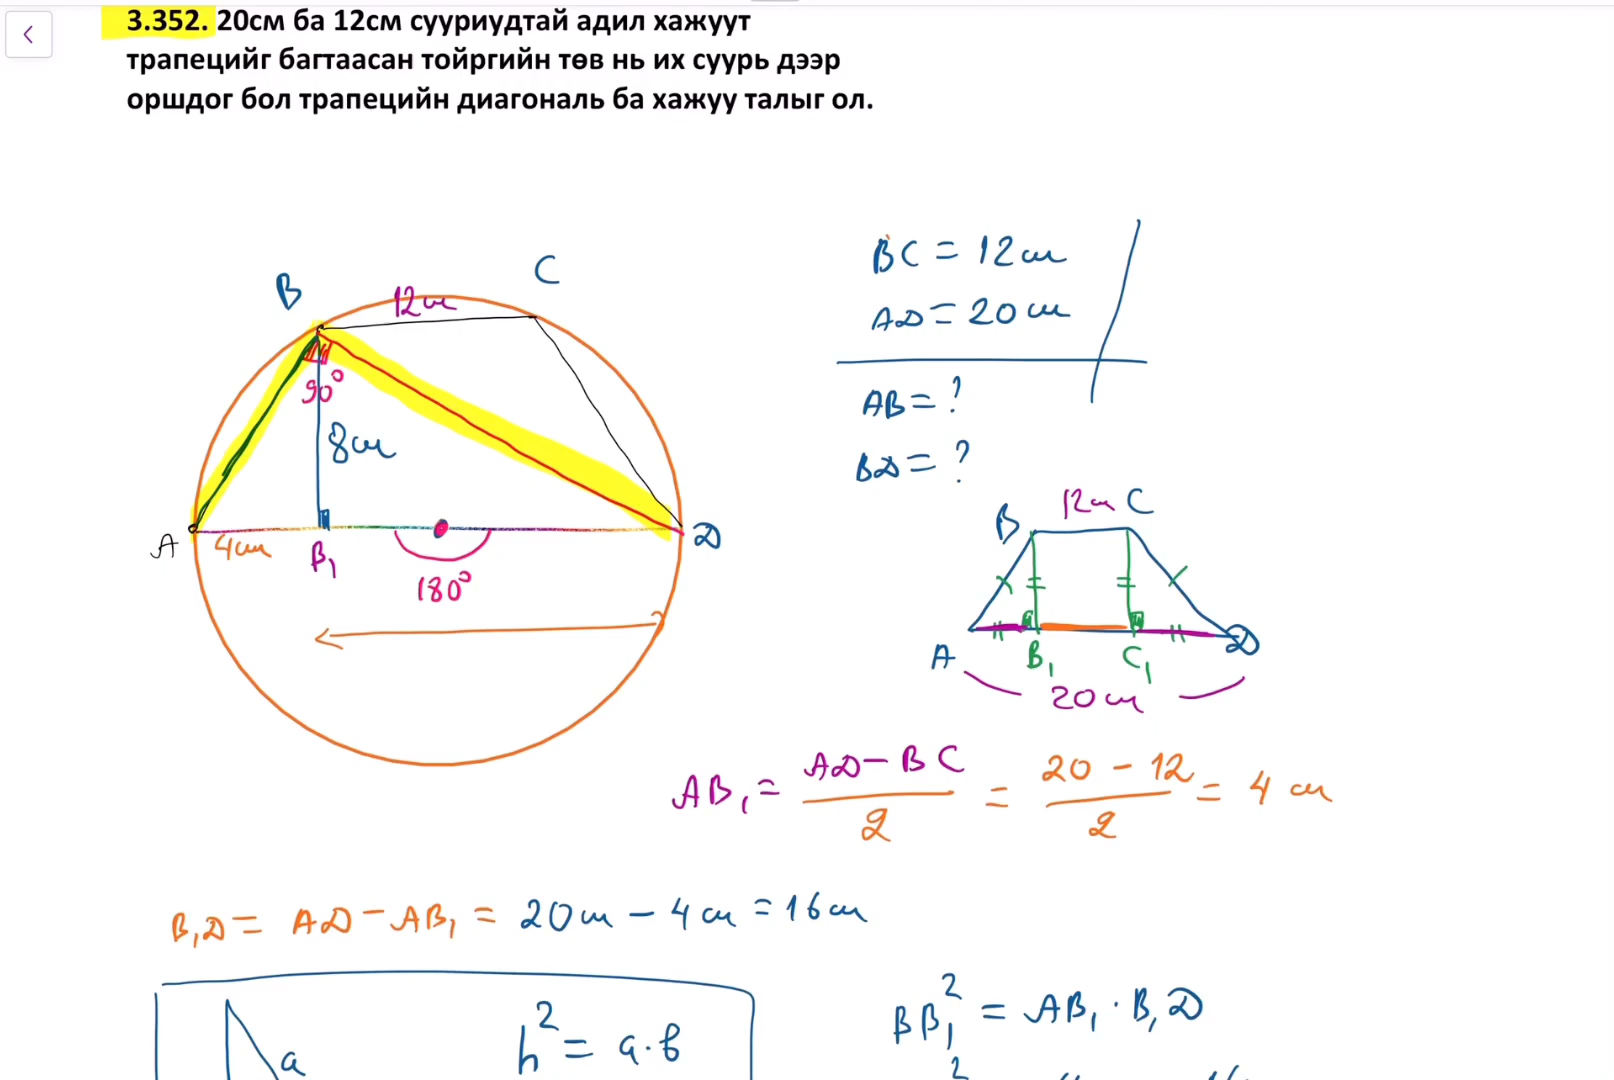 3.352. 20см ба 12см сууриудтай адил хажуут
трапецийг багтаасан тойргийн төв нь их суурь дээр
оршдог бол трапецийн диагональ ба хажуу талыг ол.
BC = 12см
AD = 20см
AB = ?
BD = ?
B
12см
C
90°
8см
A
4см
B₁
D
180°
B
12см
C
A
B₁
C₁
D
20см
AB₁ = (AD - BC)/2 = (20 - 12)/2 = 4 см
B₁D = AD - AB₁ = 20см - 4см = 16см
BB₁² = AB₁ · B₁D
h² = a·b
a